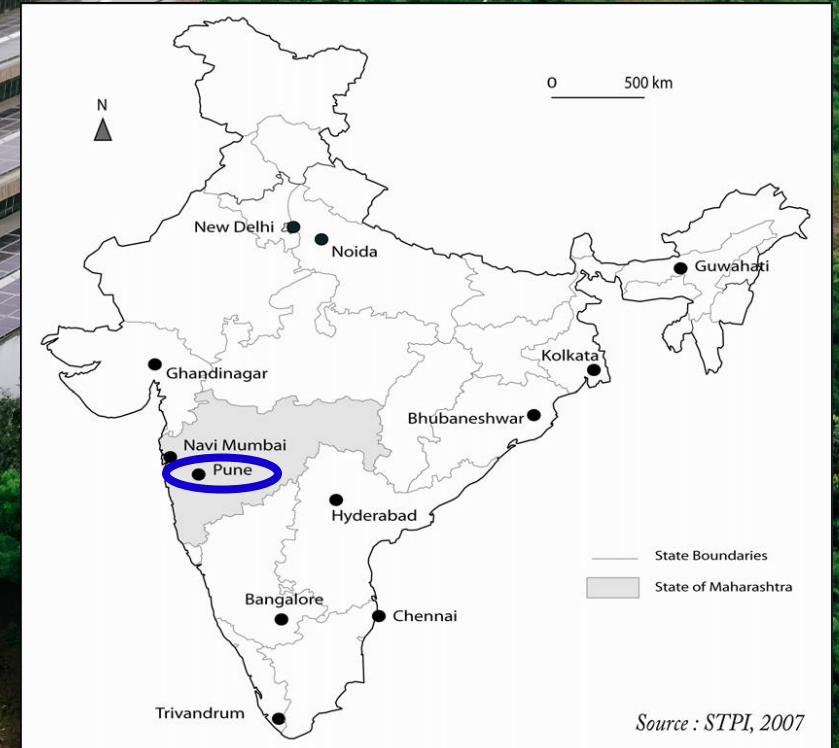 N
0 500 km
New Delhi
Noida
Guwahati
Ghandinagar
Kolkata
Bhubaneshwar
Navi Mumbai
Pune
Hyderabad
State Boundaries
State of Maharashtra
Bangalore
Chennai
Trivandrum
Source : STPI, 2007